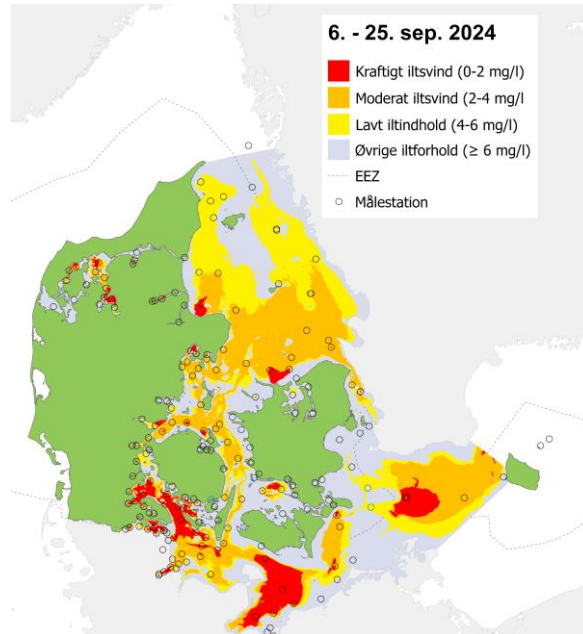 6. - 25. sep. 2024
Kraftigt iltsvind (0-2 mg/l)
Moderat iltsvind (2-4 mg/l
Lavt iltindhold (4-6 mg/l)
Øvrige iltforhold (≥ 6 mg/l)
EEZ
Målestation